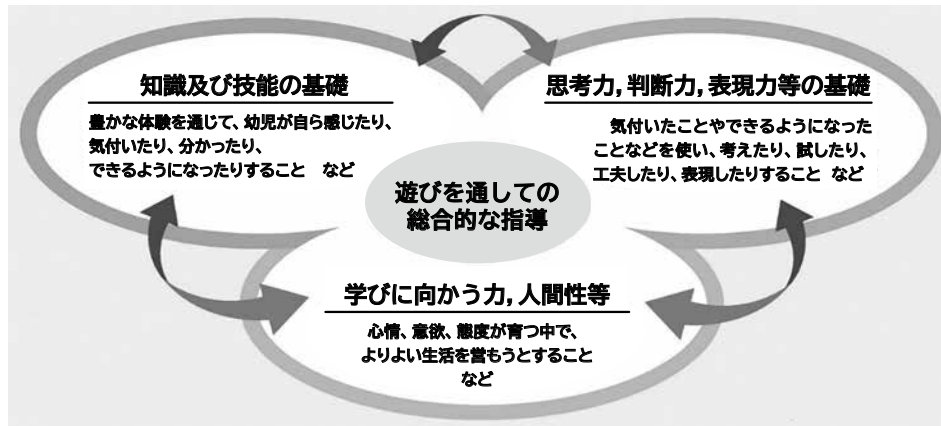 知識及び技能の基礎
豊かな体験を通じて、幼児が自ら感じたり、
気付いたり、分かったり、
できるようになったりすること など
思考力,判断力,表現力等の基礎
気付いたことやできるようになった
ことなどを使い、考えたり、試したり、
工夫したり、表現したりすること など
遊びを通しての
総合的な指導
学びに向かう力,人間性等
心情、意欲、態度が育つ中で、
よりよい生活を営もうとすること
など